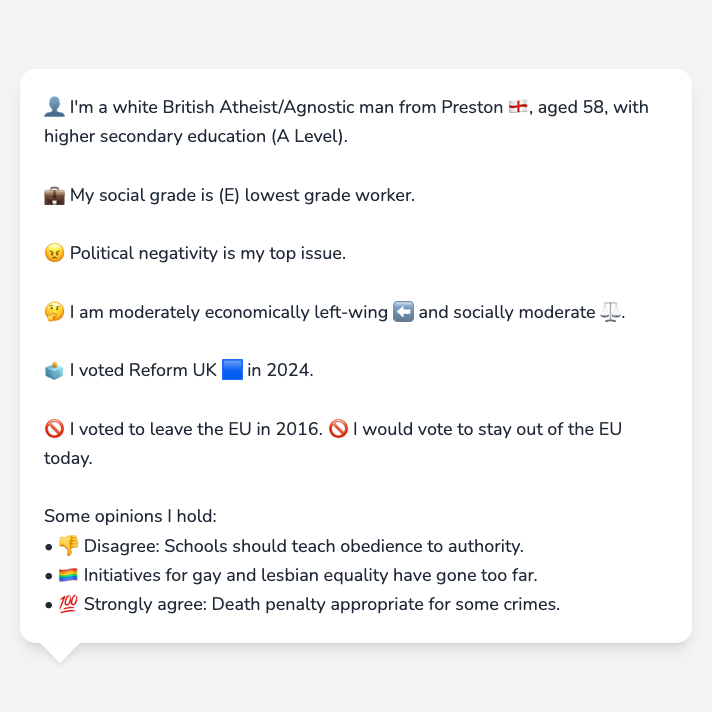 👤 I'm a white British Atheist/Agnostic man from Preston 🏴󠁧󠁢󠁥󠁮󠁧󠁿, aged 58, with
higher secondary education (A Level).
💼 My social grade is (E) lowest grade worker.
😠 Political negativity is my top issue.
🤔 I am moderately economically left-wing ⬅️ and socially moderate ⚖️.
🗳️ I voted Reform UK 🟦 in 2024.
🚫 I voted to leave the EU in 2016. 🚫 I would vote to stay out of the EU
today.
Some opinions I hold:
• 👎 Disagree: Schools should teach obedience to authority.
• 🏳️‍🌈 Initiatives for gay and lesbian equality have gone too far.
• 💯 Strongly agree: Death penalty appropriate for some crimes.